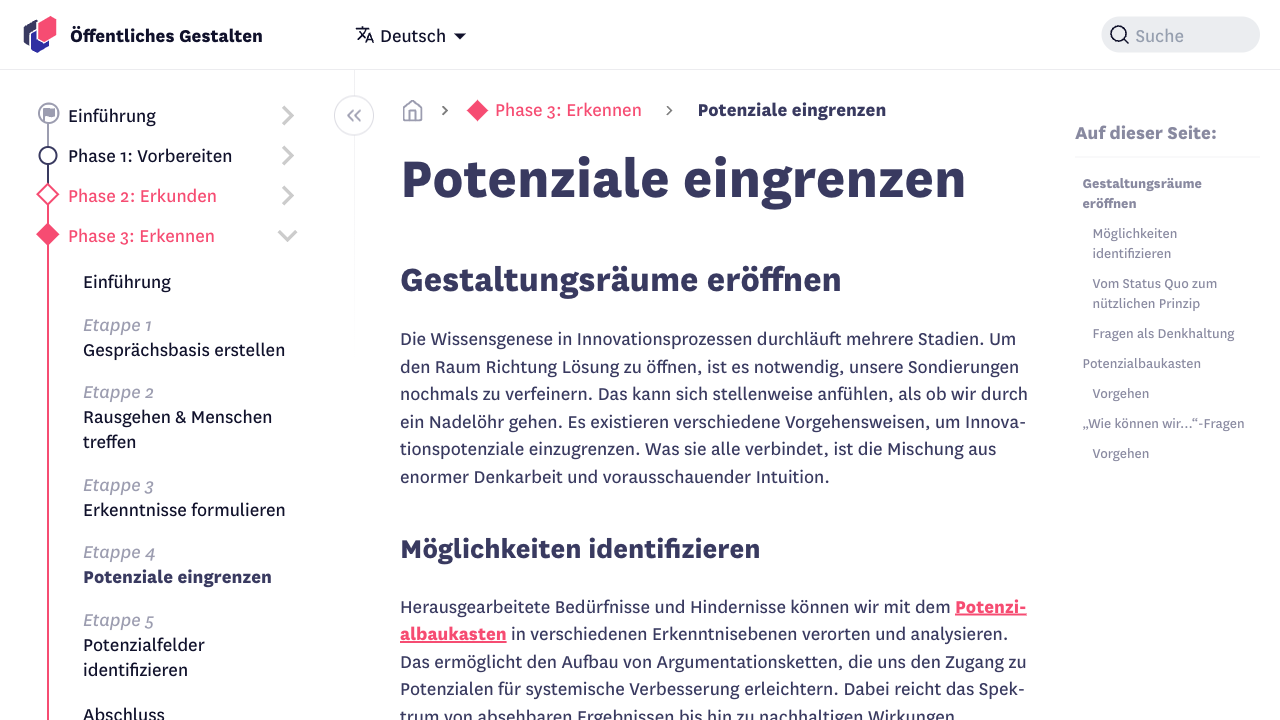 Öffentliches Gestalten
Deutsch
Suche
Einführung
Phase 1: Vorbereiten
Phase 2: Erkunden
Phase 3: Erkennen
Einführung
Etappe 1
Gesprächsbasis erstellen
Etappe 2
Rausgehen & Menschen
treffen
Etappe 3
Erkenntnisse formulieren
Etappe 4
Potenziale eingrenzen
Etappe 5
Potenzialfelder
identifizieren
Abschluss
Phase 3: Erkennen
Potenziale eingrenzen
Potenziale eingrenzen
Gestaltungsräume eröffnen
Die Wissensgenese in Innovationsprozessen durchläuft mehrere Stadien. Um
den Raum Richtung Lösung zu öffnen, ist es notwendig, unsere Sondierungen
nochmals zu verfeinern. Das kann sich stellenweise anfühlen, als ob wir durch
ein Nadelöhr gehen. Es existieren verschiedene Vorgehensweisen, um Innova-
tionspotenziale einzugrenzen. Was sie alle verbindet, ist die Mischung aus
enormer Denkarbeit und vorausschauender Intuition.
Möglichkeiten identifizieren
Herausgearbeitete Bedürfnisse und Hindernisse können wir mit dem Potenzi-
albaukasten in verschiedenen Erkenntnisebenen verorten und analysieren.
Das ermöglicht den Aufbau von Argumentationsketten, die uns den Zugang zu
Potenzialen für systemische Verbesserung erleichtern. Dabei reicht das Spek-
trum von absehbaren Ergebnissen bis hin zu nachhaltigen Wirkungen.
Auf dieser Seite:
Gestaltungsräume
eröffnen
Möglichkeiten
identifizieren
Vom Status Quo zum
nützlichen Prinzip
Fragen als Denkhaltung
Potenzialbaukasten
Vorgehen
„Wie können wir…“-Fragen
Vorgehen